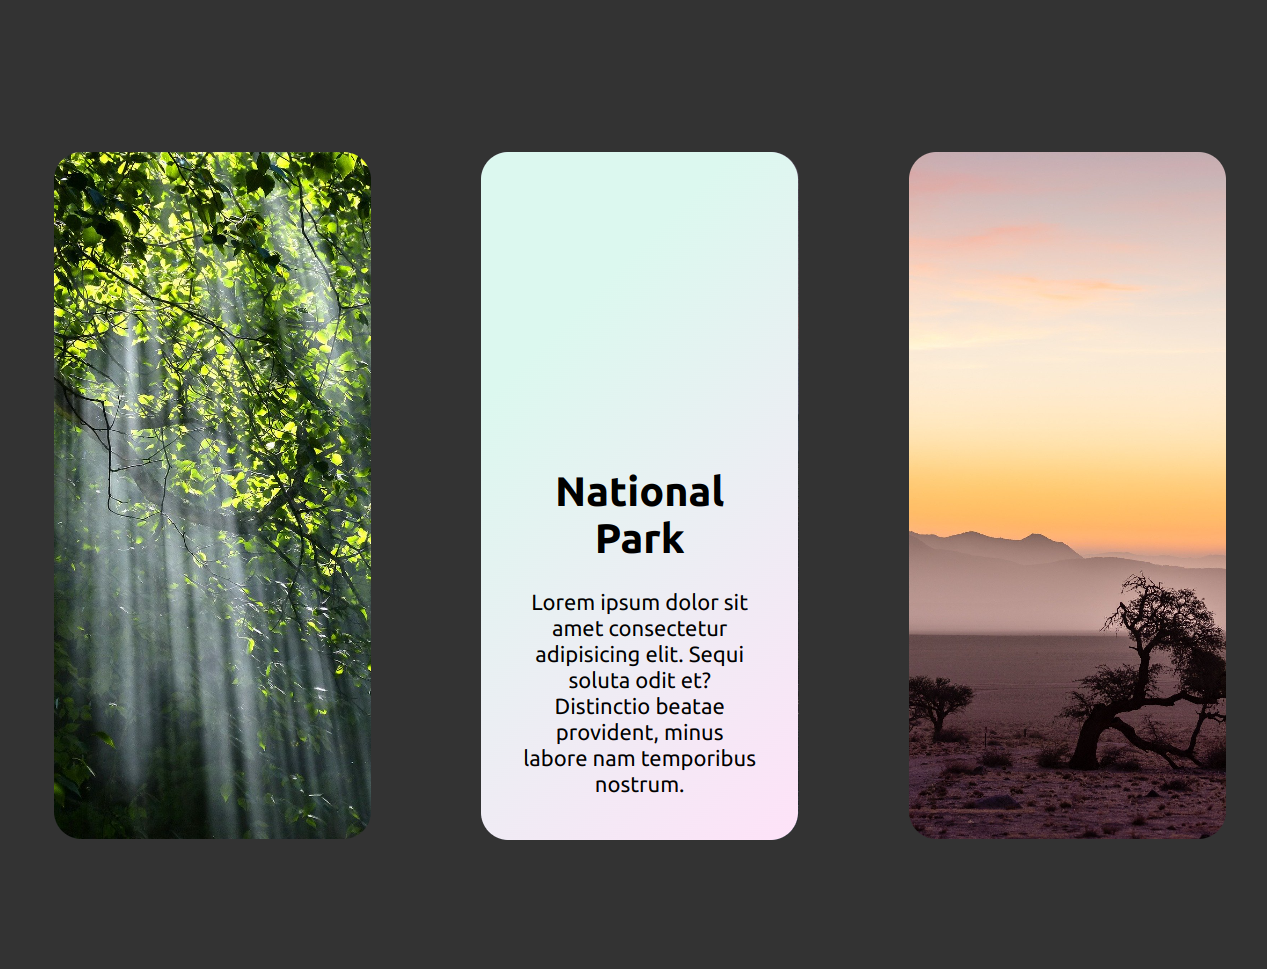 National
Park
Lorem ipsum dolor sit
amet consectetur
adipisicing elit. Sequi
soluta odit et?
Distinctio beatae
provident, minus
labore nam temporibus
nostrum.